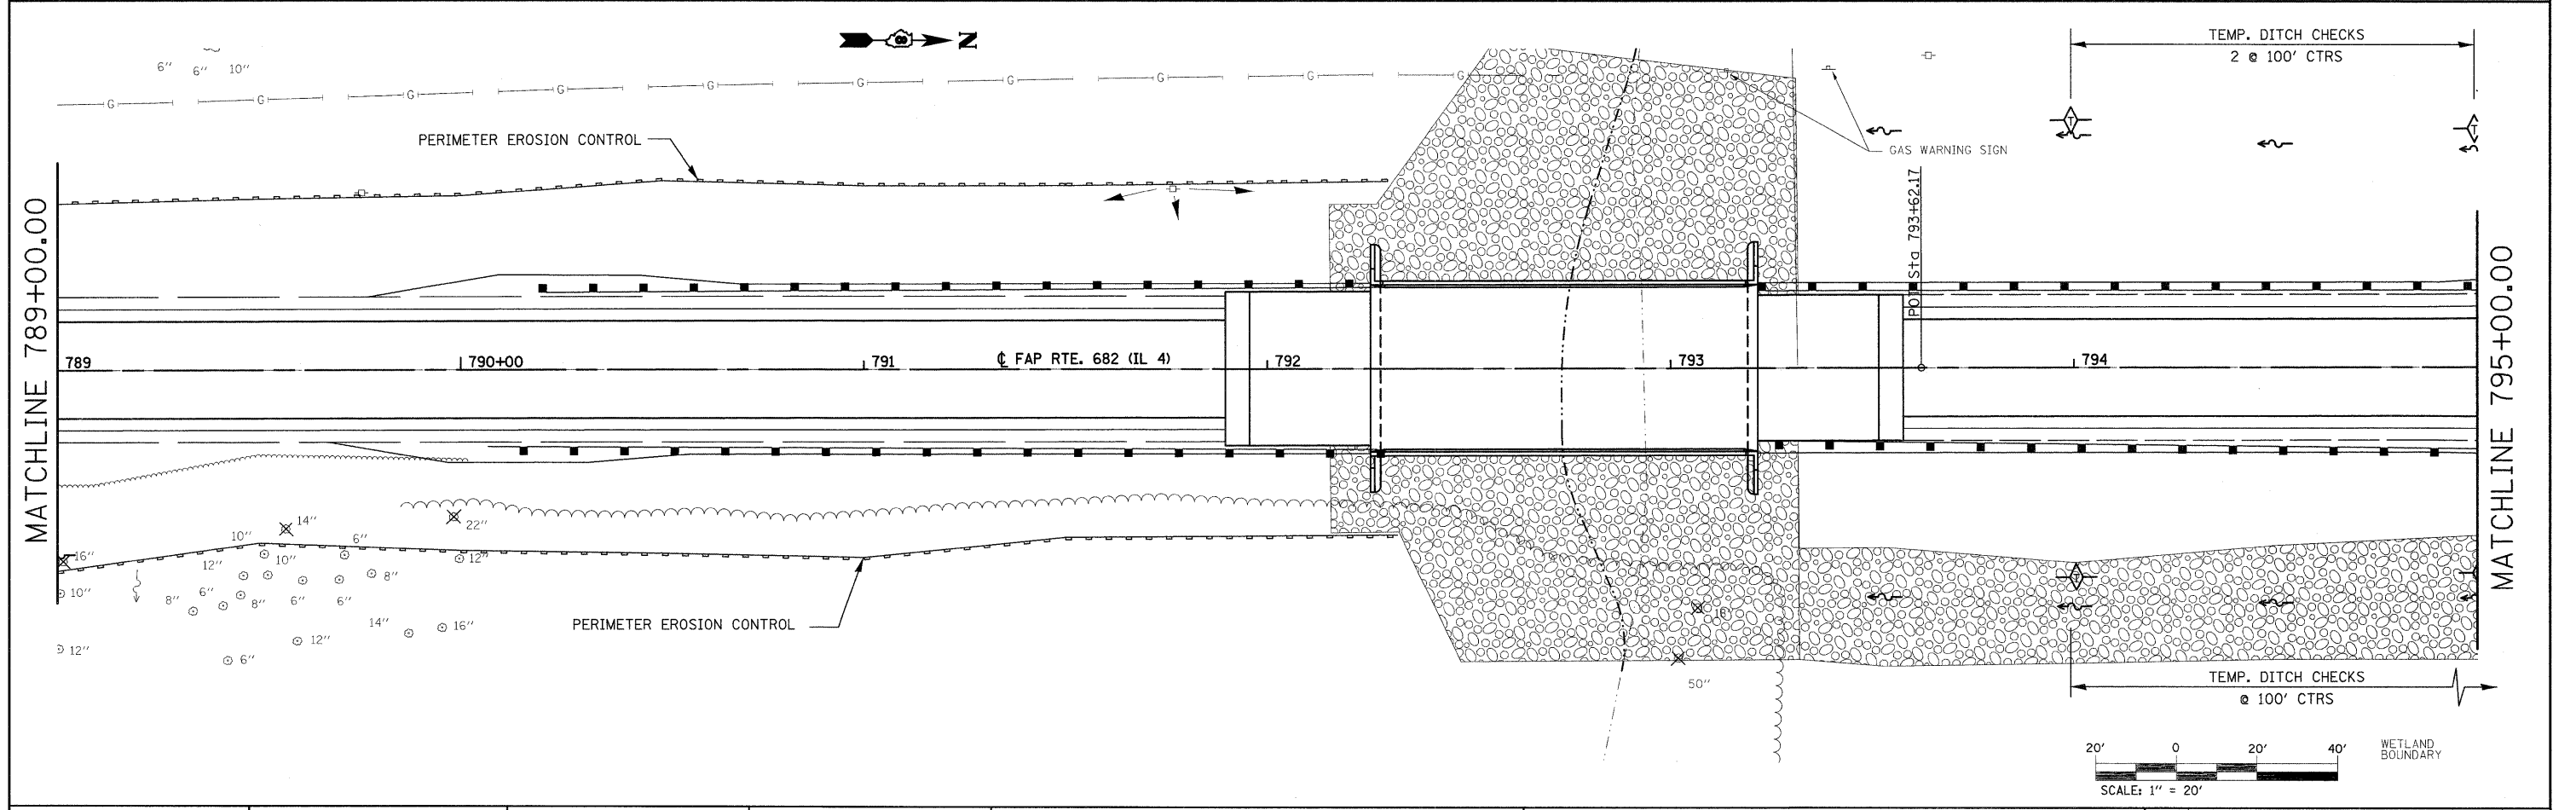 N
TEMP. DITCH CHECKS
2 @ 100' CTRS
6" 6" 10"
G G G G G G G G G G
PERIMETER EROSION CONTROL
GAS WARNING SIGN
T T
POT Sta 793+62.17
MATCHLINE 789+00.00
MATCHLINE 795+00.00
789 790+00 791 ℄ FAP RTE. 682 (IL 4) 792 793 794
14"
22"
10" 6"
16" 12"
10"
12" 8"
10" 6"
8" 8" 6" 6"
14" 16"
12"
12" 6"
T
18"
50"
PERIMETER EROSION CONTROL
TEMP. DITCH CHECKS
@ 100' CTRS
20' 0 20' 40'
WETLAND
BOUNDARY
SCALE: 1" = 20'